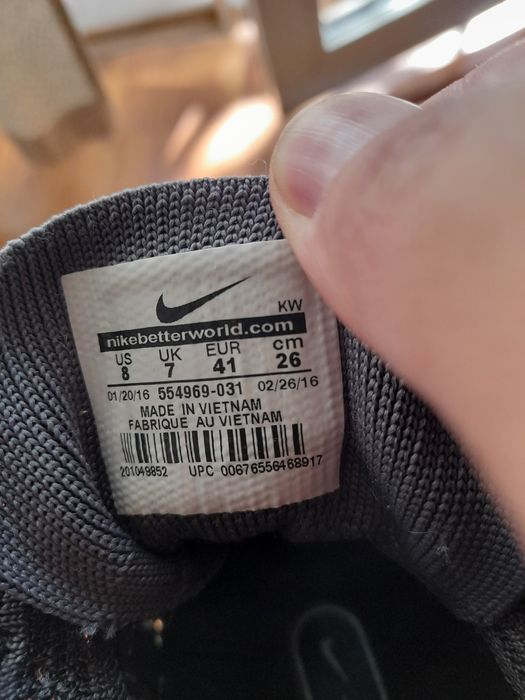 KW
nikebetterworld.com
US UK EUR cm
8 7 41 26
01/20/16 554969-031 02/26/16
MADE IN VIETNAM
FABRIQUE AU VIETNAM
201049852 UPC 00676556468917